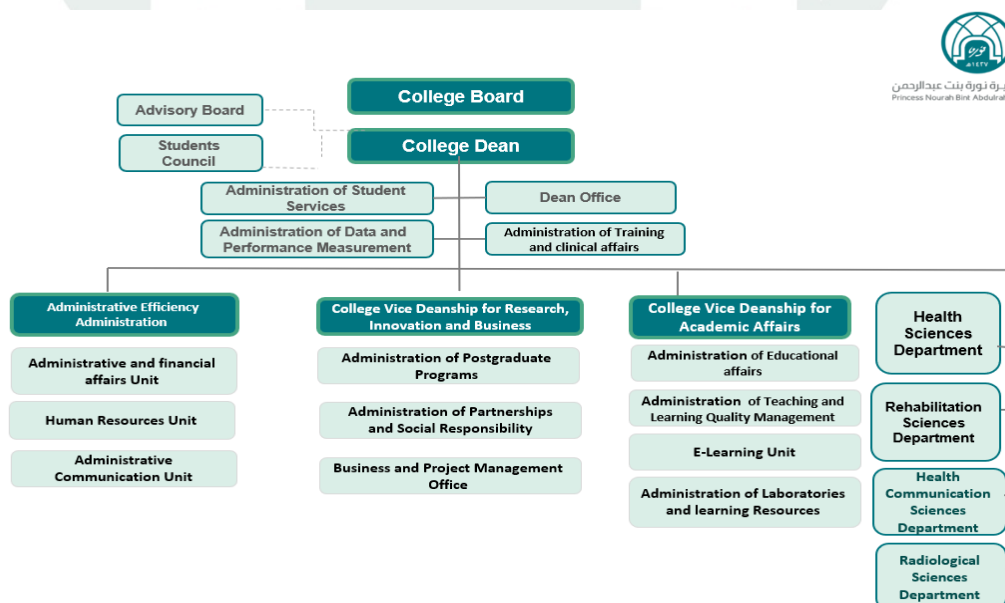 يرة نورة بنت عبدالرحمن
Princess Nourah Bint Abdulrah
College Board
Advisory Board
College Dean
Students
Council
Administration of Student
Services
Dean Office
Administration of Data and
Performance Measurement
Administration of Training
and clinical affairs
Administrative Efficiency
Administration
Administrative and financial
affairs Unit
Human Resources Unit
Administrative
Communication Unit
College Vice Deanship for Research,
Innovation and Business
Administration of Postgraduate
Programs
Administration of Partnerships
and Social Responsibility
Business and Project Management
Office
College Vice Deanship for
Academic Affairs
Administration of Educational
affairs
Administration of Teaching and
Learning Quality Management
E-Learning Unit
Administration of Laboratories
and learning Resources
Health
Sciences
Department
Rehabilitation
Sciences
Department
Health
Communication
Sciences
Department
Radiological
Sciences
Department